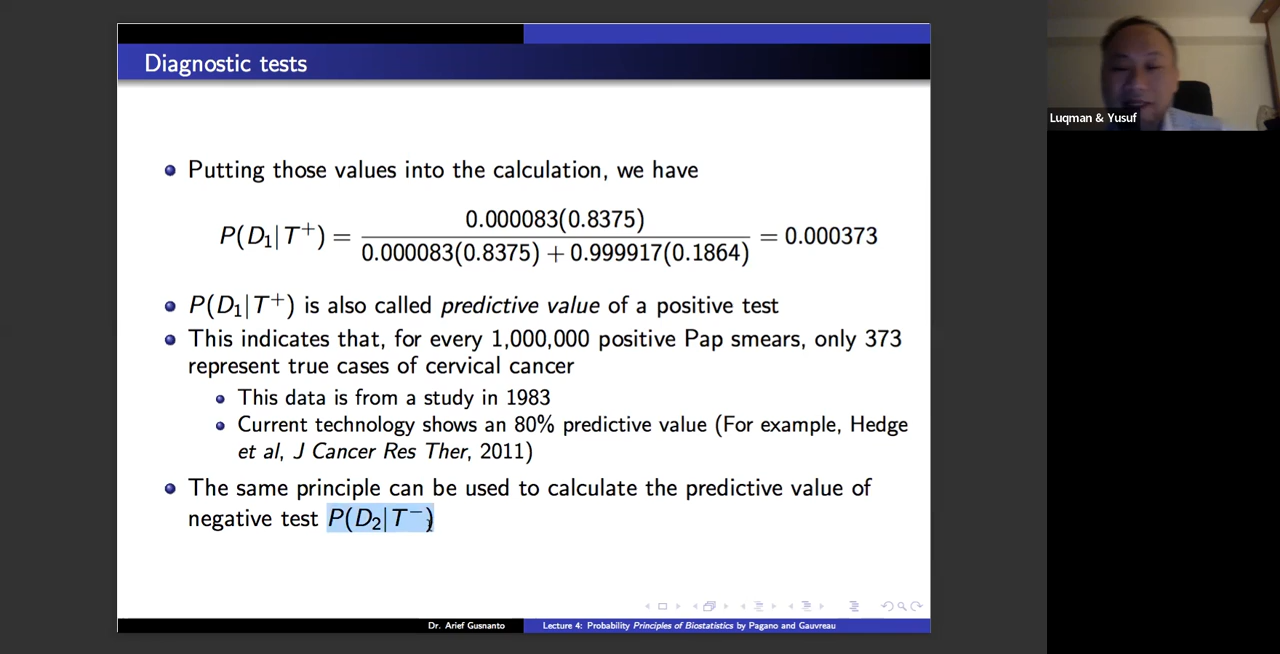 Diagnostic tests
Luqman & Yusuf
Putting those values into the calculation, we have
P(D₁|T⁺) = 0.000083(0.8375) / 0.000083(0.8375) + 0.999917(0.1864) = 0.000373
P(D₁|T⁺) is also called predictive value of a positive test
This indicates that, for every 1,000,000 positive Pap smears, only 373
represent true cases of cervical cancer
This data is from a study in 1983
Current technology shows an 80% predictive value (For example, Hedge
et al, J Cancer Res Ther, 2011)
The same principle can be used to calculate the predictive value of
negative test P(D₂|T⁻)
Dr. Arief Gusnanto
Lecture 4: Probability Principles of Biostatistics by Pagano and Gauvreau